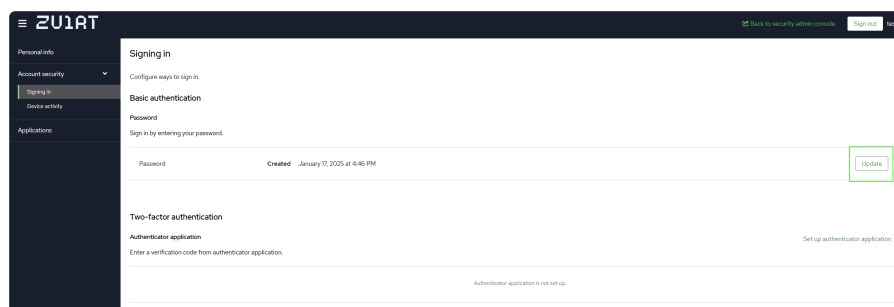 ZU1RT
Back to security admin console
Sign out
tes
Personal info
Account security
Signing in
Device activity
Applications
Signing in
Configure ways to sign in.
Basic authentication
Password
Sign in by entering your password.
Password Created January 17, 2025 at 4:46 PM Update
Two-factor authentication
Authenticator application
Set up authenticator application
Enter a verification code from authenticator application.
Authenticator application is not set up.